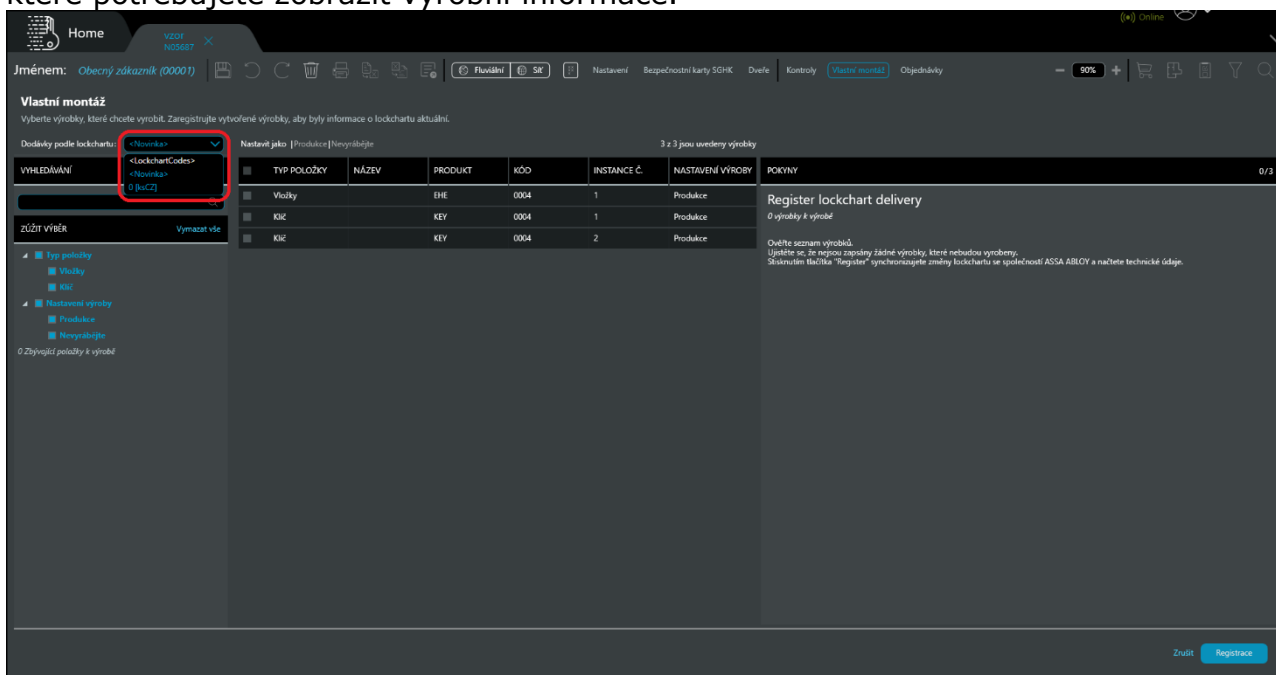 které potřebujete zobrazit výrobní informace.
((●)) Online
Home
vzor
N05687
Jménem: Obecný zákazník (00001)
Fluviální
Síť
Nastavení
Bezpečnostní karty SGHK
Dveře
Kontroly
Vlastní montáž
Objednávky
90%
Vlastní montáž
Vyberte výrobky, které chcete vyrobit. Zaregistrujte vytvořené výrobky, aby byly informace o lockchartu aktuální.
Dodávky podle lockchartu: <Novinka>
Nastavit jako | Produkce | Nevyrábějte
3 z 3 jsou uvedeny výrobky
<LockchartCodes>
<Novinka>
0 [ksCZ]
VYHLEDÁVÁNÍ
TYP POLOŽKY NÁZEV PRODUKT KÓD INSTANCE Č. NASTAVENÍ VÝROBY
POKYNY 0/3
Vložky EHE 0004 1 Produkce
Klíč KEY 0004 1 Produkce
Klíč KEY 0004 2 Produkce
ZÚŽIT VÝBĚR Vymazat vše
Typ položky
Vložky
Klíč
Nastavení výroby
Produkce
Nevyrábějte
0 Zbývající položky k výrobě
Register lockchart delivery
0 výrobky k výrobě
Ověřte seznam výrobků.
Ujistěte se, že nejsou zapsány žádné výrobky, které nebudou vyrobeny.
Stisknutím tlačítka "Register" synchronizujete změny lockchartu se společností ASSA ABLOY a načtete technické údaje.
Zrušit Registrace